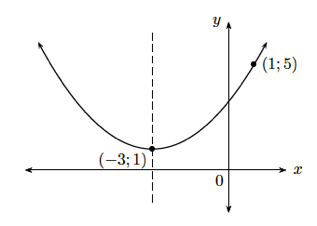 y
(1; 5)
(−3; 1)
x
0